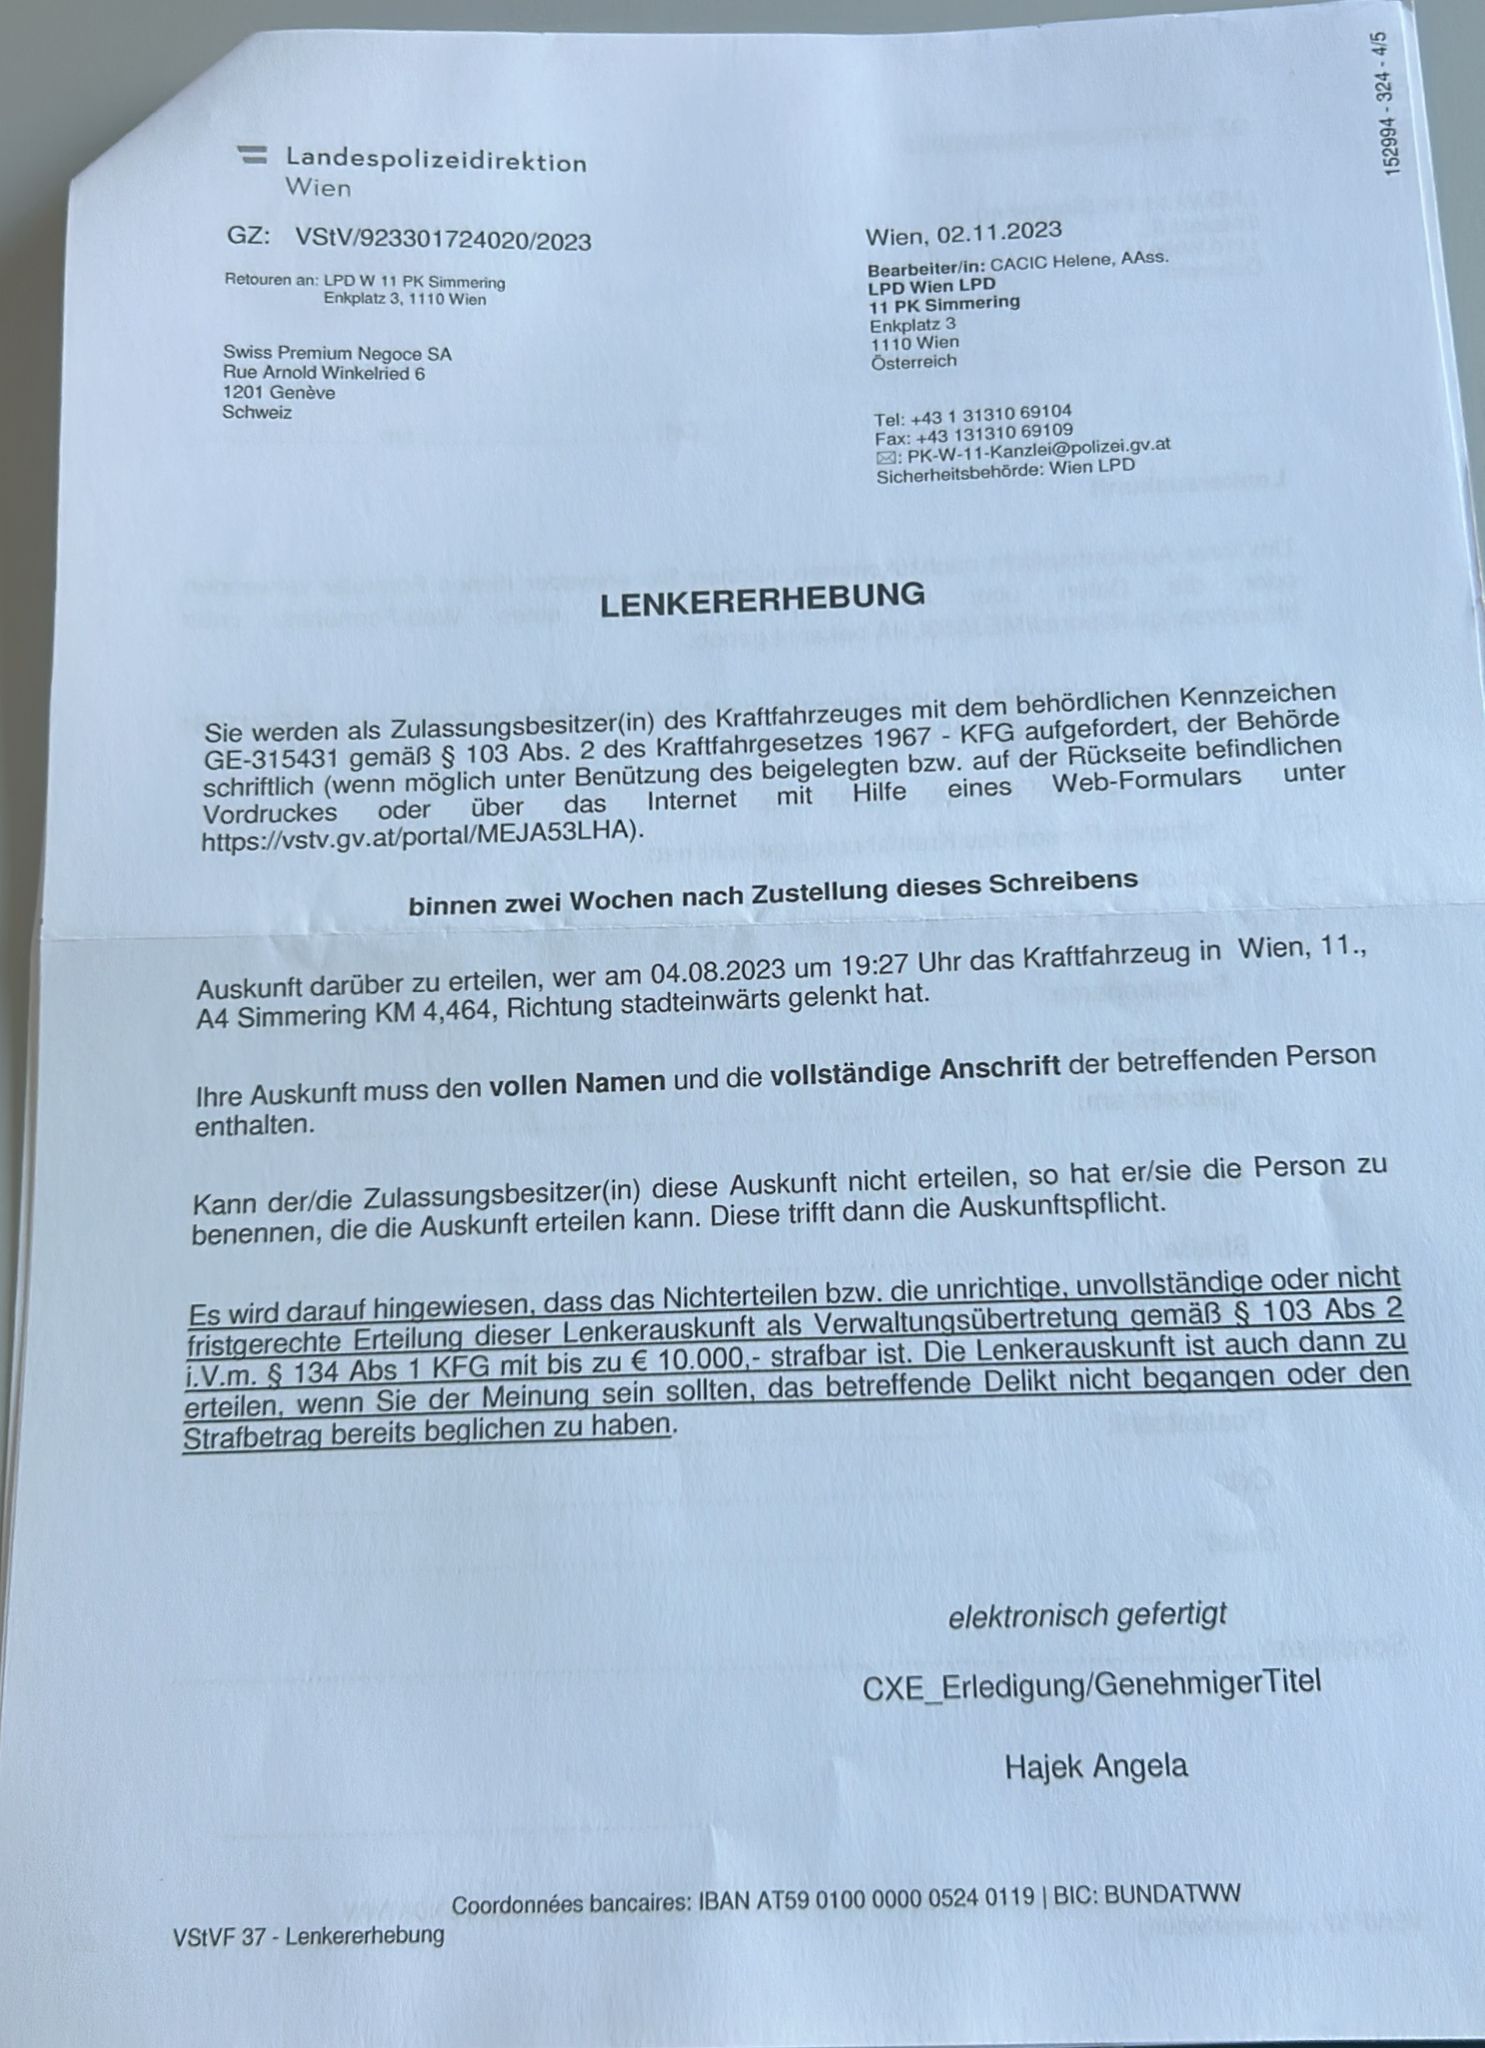 152994 - 324 - 4/5
Landespolizeidirektion
Wien
GZ: VStV/923301724020/2023
Retouren an: LPD W 11 PK Simmering
Enkplatz 3, 1110 Wien
Swiss Premium Negoce SA
Rue Arnold Winkelried 6
1201 Genève
Schweiz
Wien, 02.11.2023
Bearbeiter/in: CACIC Helene, AAss.
LPD Wien LPD
11 PK Simmering
Enkplatz 3
1110 Wien
Österreich
Tel: +43 1 31310 69104
Fax: +43 131310 69109
✉: PK-W-11-Kanzlei@polizei.gv.at
Sicherheitsbehörde: Wien LPD
LENKERERHEBUNG
Sie werden als Zulassungsbesitzer(in) des Kraftfahrzeuges mit dem behördlichen Kennzeichen
GE-315431 gemäß § 103 Abs. 2 des Kraftfahrgesetzes 1967 - KFG aufgefordert, der Behörde
schriftlich (wenn möglich unter Benützung des beigelegten bzw. auf der Rückseite befindlichen
Vordruckes oder über das Internet mit Hilfe eines Web-Formulars unter
https://vstv.gv.at/portal/MEJA53LHA).
binnen zwei Wochen nach Zustellung dieses Schreibens
Auskunft darüber zu erteilen, wer am 04.08.2023 um 19:27 Uhr das Kraftfahrzeug in Wien, 11.,
A4 Simmering KM 4,464, Richtung stadteinwärts gelenkt hat.
Ihre Auskunft muss den vollen Namen und die vollständige Anschrift der betreffenden Person
enthalten.
Kann der/die Zulassungsbesitzer(in) diese Auskunft nicht erteilen, so hat er/sie die Person zu
benennen, die die Auskunft erteilen kann. Diese trifft dann die Auskunftspflicht.
Es wird darauf hingewiesen, dass das Nichterteilen bzw. die unrichtige, unvollständige oder nicht
fristgerechte Erteilung dieser Lenkerauskunft als Verwaltungsübertretung gemäß § 103 Abs 2
i.V.m. § 134 Abs 1 KFG mit bis zu € 10.000,- strafbar ist. Die Lenkerauskunft ist auch dann zu
erteilen, wenn Sie der Meinung sein sollten, das betreffende Delikt nicht begangen oder den
Strafbetrag bereits beglichen zu haben.
elektronisch gefertigt
CXE_Erledigung/GenehmigerTitel
Hajek Angela
Coordonnées bancaires: IBAN AT59 0100 0000 0524 0119 | BIC: BUNDATWW
VStVF 37 - Lenkererhebung